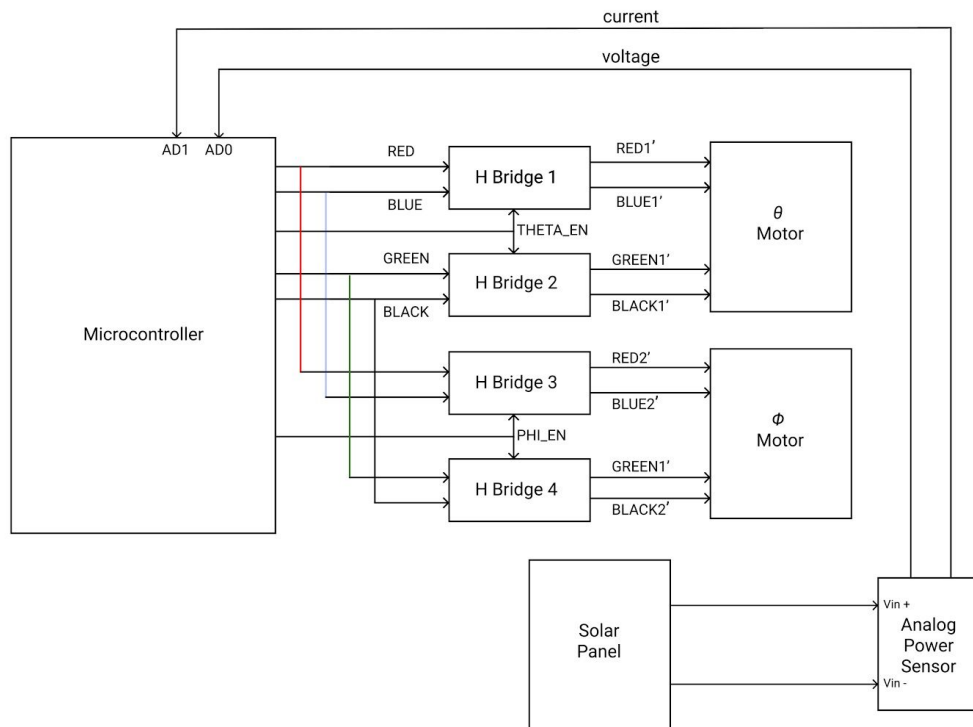 current
voltage
AD1 AD0
RED
BLUE
H Bridge 1
RED1’
BLUE1’
θ
Motor
THETA_EN
GREEN
BLACK
H Bridge 2
GREEN1’
BLACK1’
Microcontroller
H Bridge 3
RED2’
BLUE2’
Φ
Motor
PHI_EN
H Bridge 4
GREEN1’
BLACK2’
Solar
Panel
Vin +
Analog
Power
Sensor
Vin -